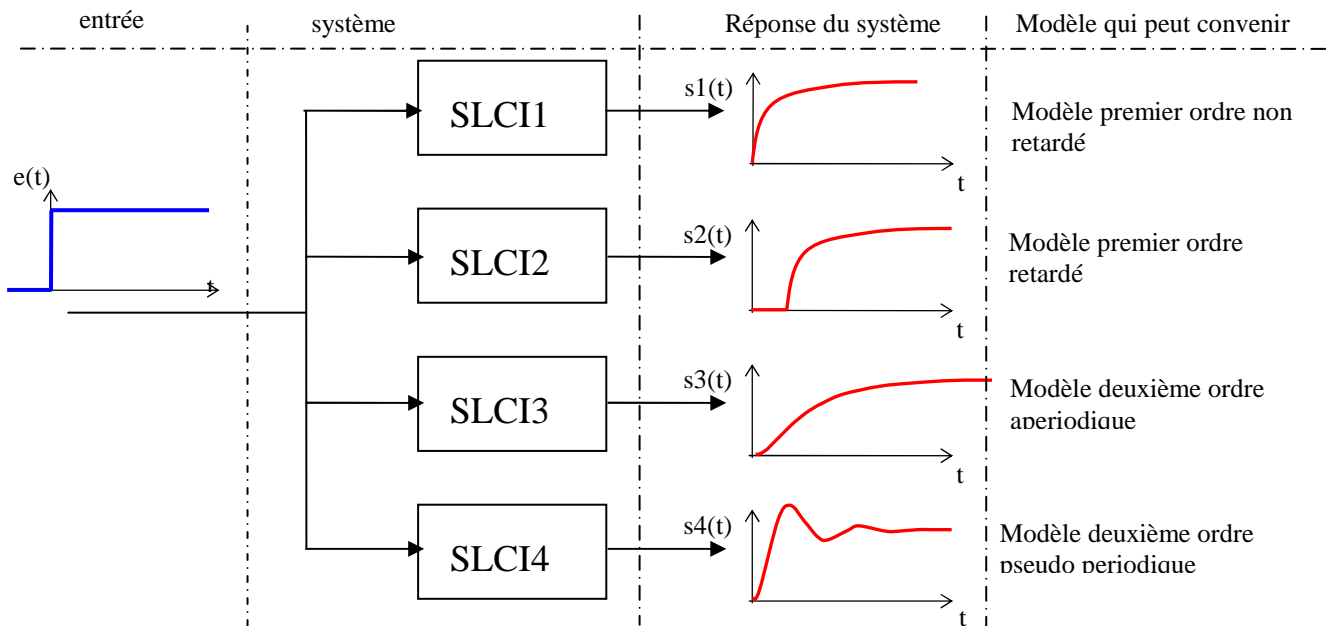 entrée
système
Réponse du système
Modèle qui peut convenir
e(t)
t
SLCI1
s1(t)
t
Modèle premier ordre non
retardé
SLCI2
s2(t)
t
Modèle premier ordre
retardé
SLCI3
s3(t)
t
Modèle deuxième ordre
aperiodique
SLCI4
s4(t)
t
Modèle deuxième ordre
pseudo periodique